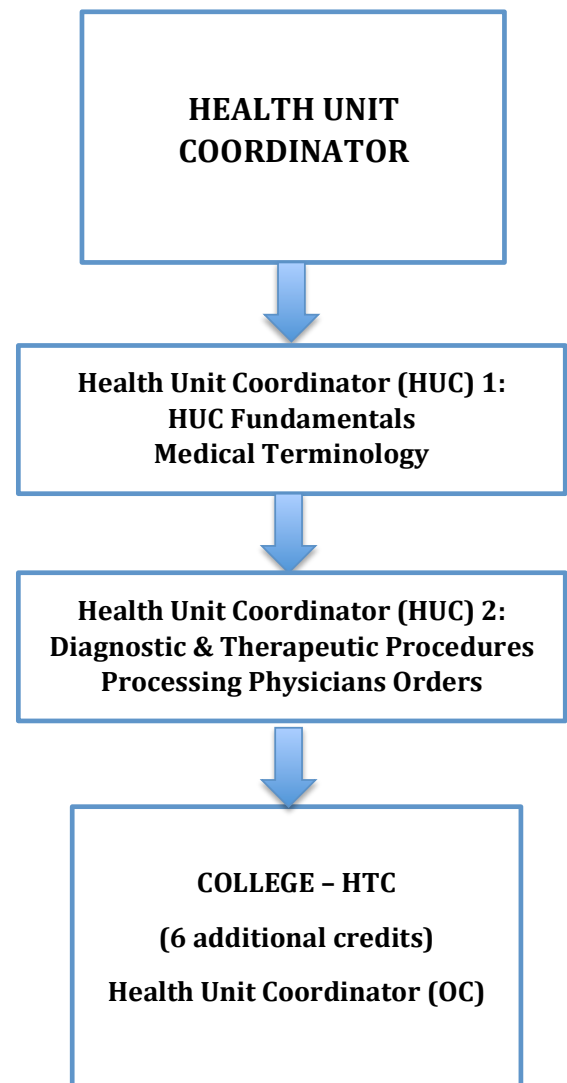 HEALTH UNIT
COORDINATOR
Health Unit Coordinator (HUC) 1:
HUC Fundamentals
Medical Terminology
Health Unit Coordinator (HUC) 2:
Diagnostic & Therapeutic Procedures
Processing Physicians Orders
COLLEGE – HTC
(6 additional credits)
Health Unit Coordinator (OC)